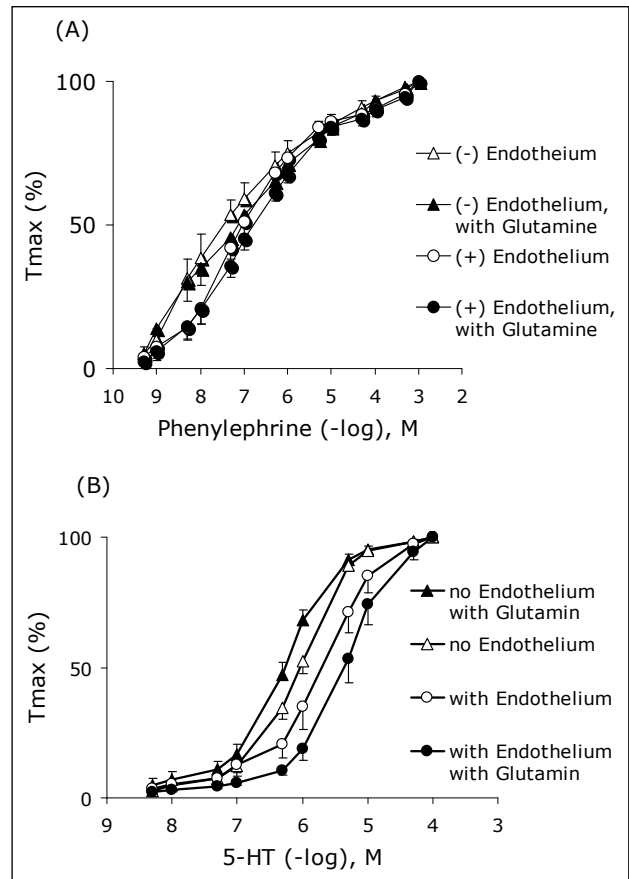 (A)
100
50
0
Tmax (%)
10 9 8 7 6 5 4 3 2
Phenylephrine (-log), M
(-) Endotheium
(-) Endothelium,
with Glutamine
(+) Endothelium
(+) Endothelium,
with Glutamine
(B)
100
50
0
Tmax (%)
9 8 7 6 5 4 3
5-HT (-log), M
no Endothelium
with Glutamin
no Endothelium
with Endothelium
with Endothelium
with Glutamin